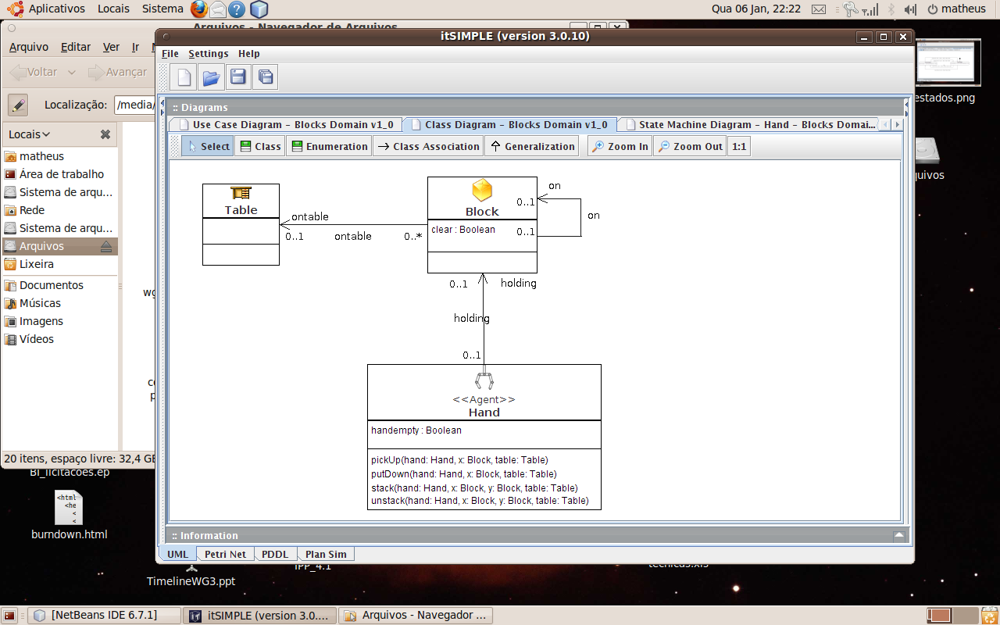 Aplicativos Locais Sistema
Qua 06 Jan, 22:22
matheus
Arquivos - Navegador de Arquivos
Arquivo Editar Ver Ir
Voltar Avançar
Localização: /media/
Locais
matheus
Área de trabalho
Sistema de arqu...
Rede
Sistema de arqu...
Arquivos
Lixeira
Documentos
Músicas
Imagens
Vídeos
20 itens, espaço livre: 32,4 GB
itSIMPLE (version 3.0.10)
File Settings Help
:: Diagrams
Use Case Diagram - Blocks Domain v1_0
Class Diagram - Blocks Domain v1_0
State Machine Diagram - Hand - Blocks Domai...
Select Class Enumeration Class Association Generalization Zoom In Zoom Out 1:1
Table
ontable
0..1
ontable
0..*
Block
clear : Boolean
0..1
0..1
on
on
0..1
holding
holding
0..1
<<Agent>>
Hand
handempty : Boolean
pickUp(hand: Hand, x: Block, table: Table)
putDown(hand: Hand, x: Block, table: Table)
stack(hand: Hand, x: Block, y: Block, table: Table)
unstack(hand: Hand, x: Block, y: Block, table: Table)
:: Information
UML Petri Net PDDL Plan Sim
estados.png
quivos
BI_licitacoes.ep
<html
<he
<
<
burndown.html
TimelineWG3.ppt
IPP_4.1
tecnicas.xls
[NetBeans IDE 6.7.1]
itSIMPLE (version 3.0....
Arquivos - Navegador ...